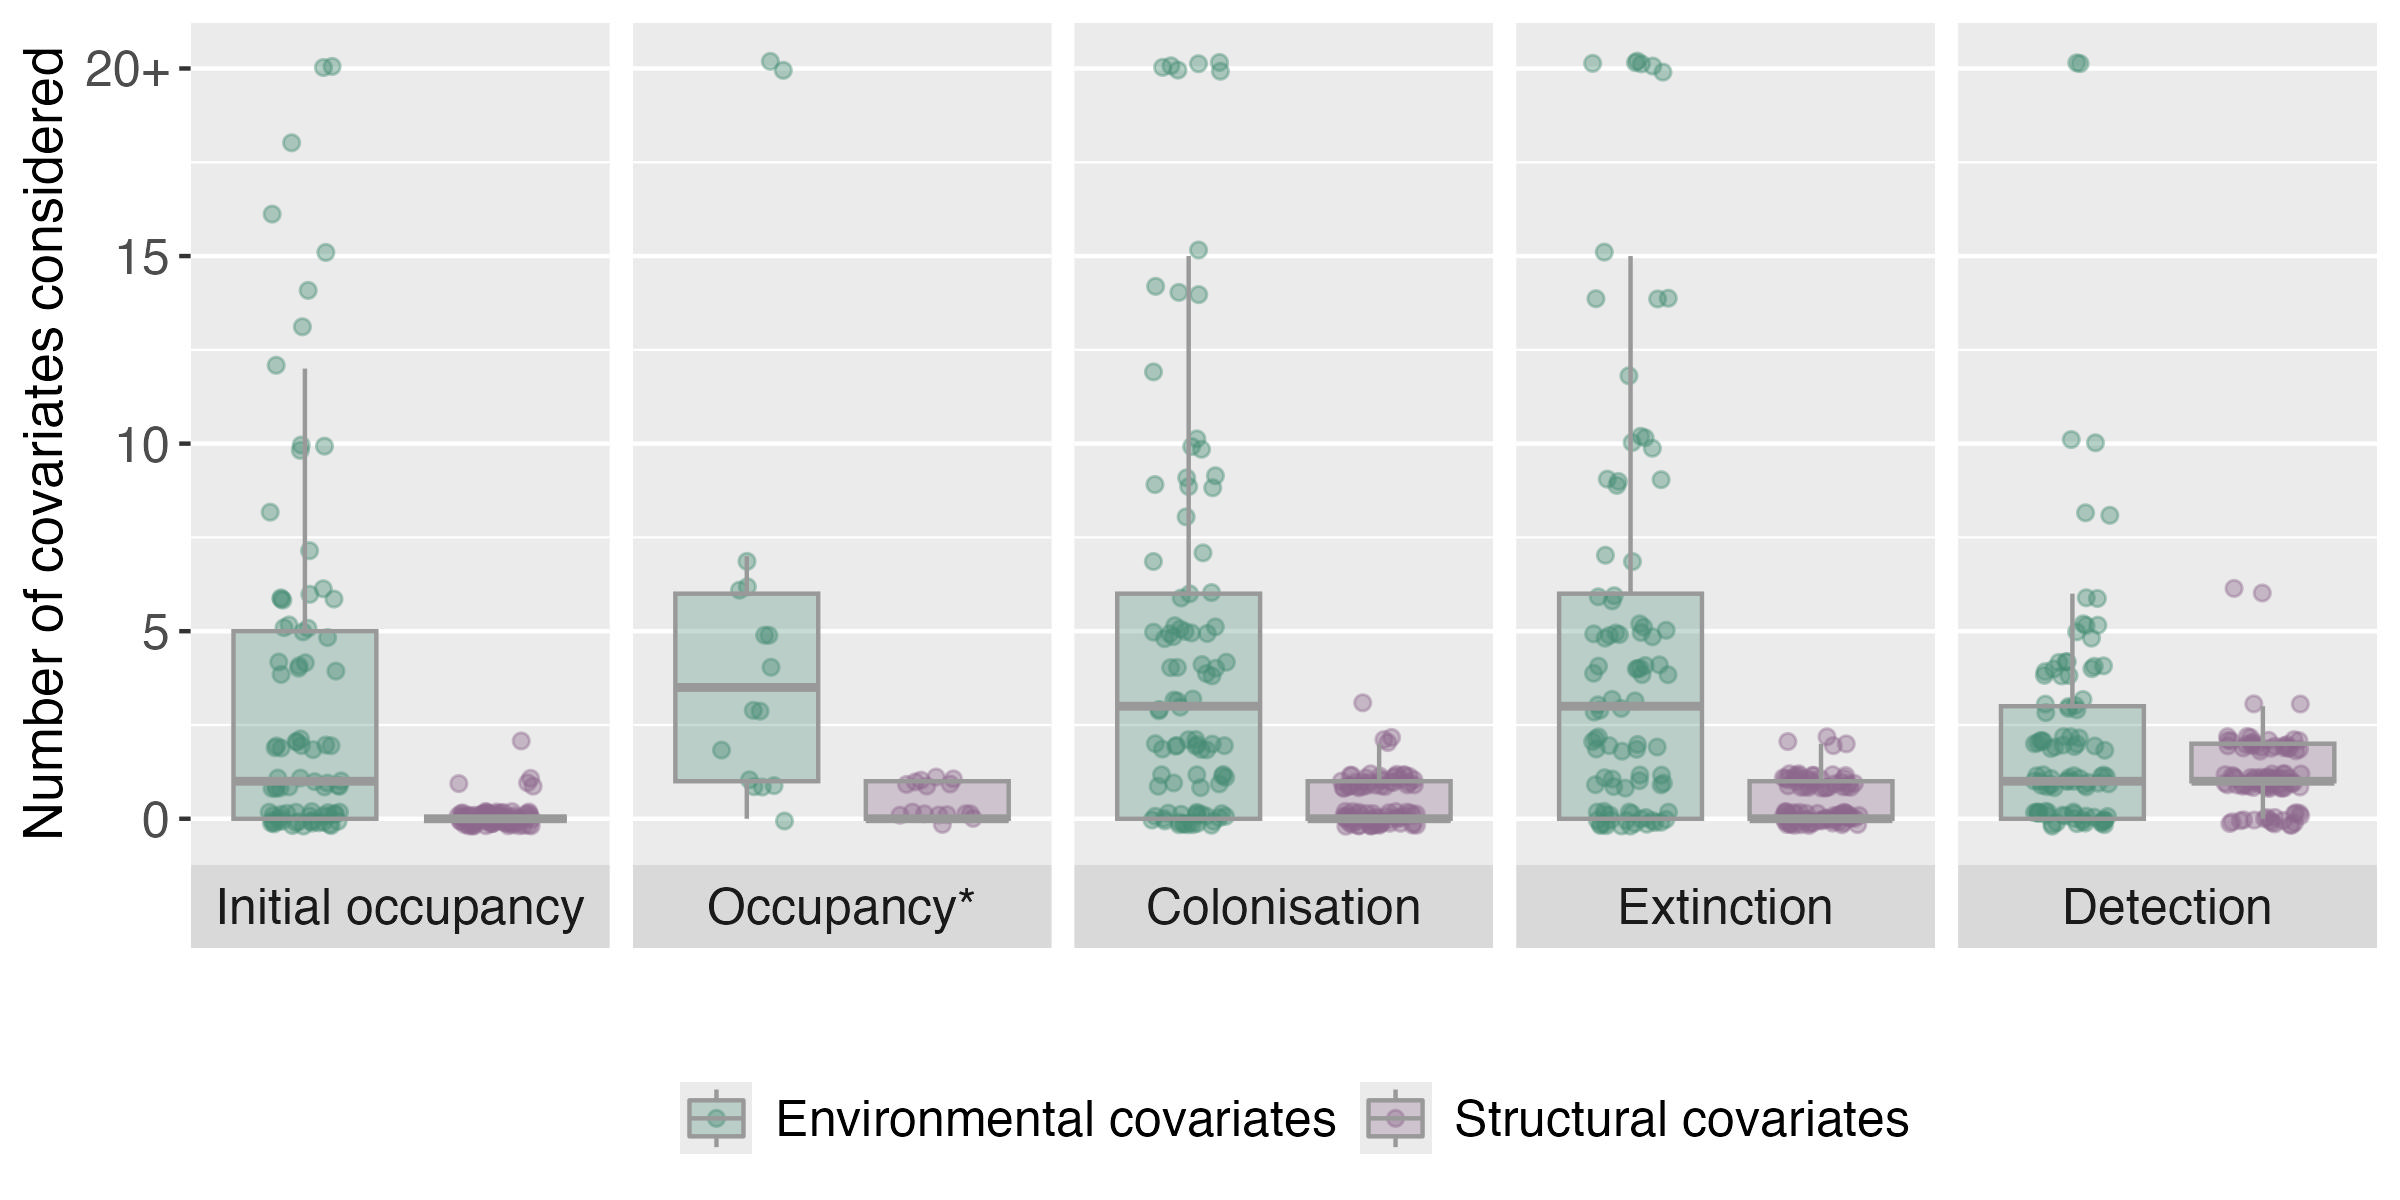 Number of covariates considered
20+
15
10
5
0
Initial occupancy
Occupancy*
Colonisation
Extinction
Detection
Environmental covariates
Structural covariates